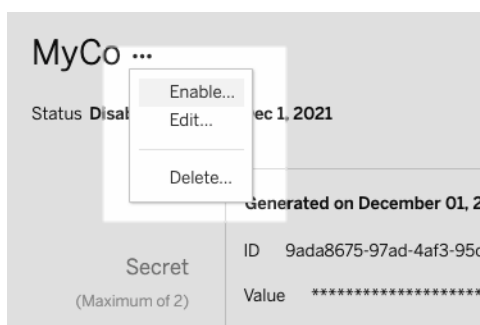 MyCo •••
Enable...
Status Disab ec 1, 2021
Edit...
Delete...
Generated on December 01, 2
ID 9ada8675-97ad-4af3-95c
Secret
(Maximum of 2)
Value ********************